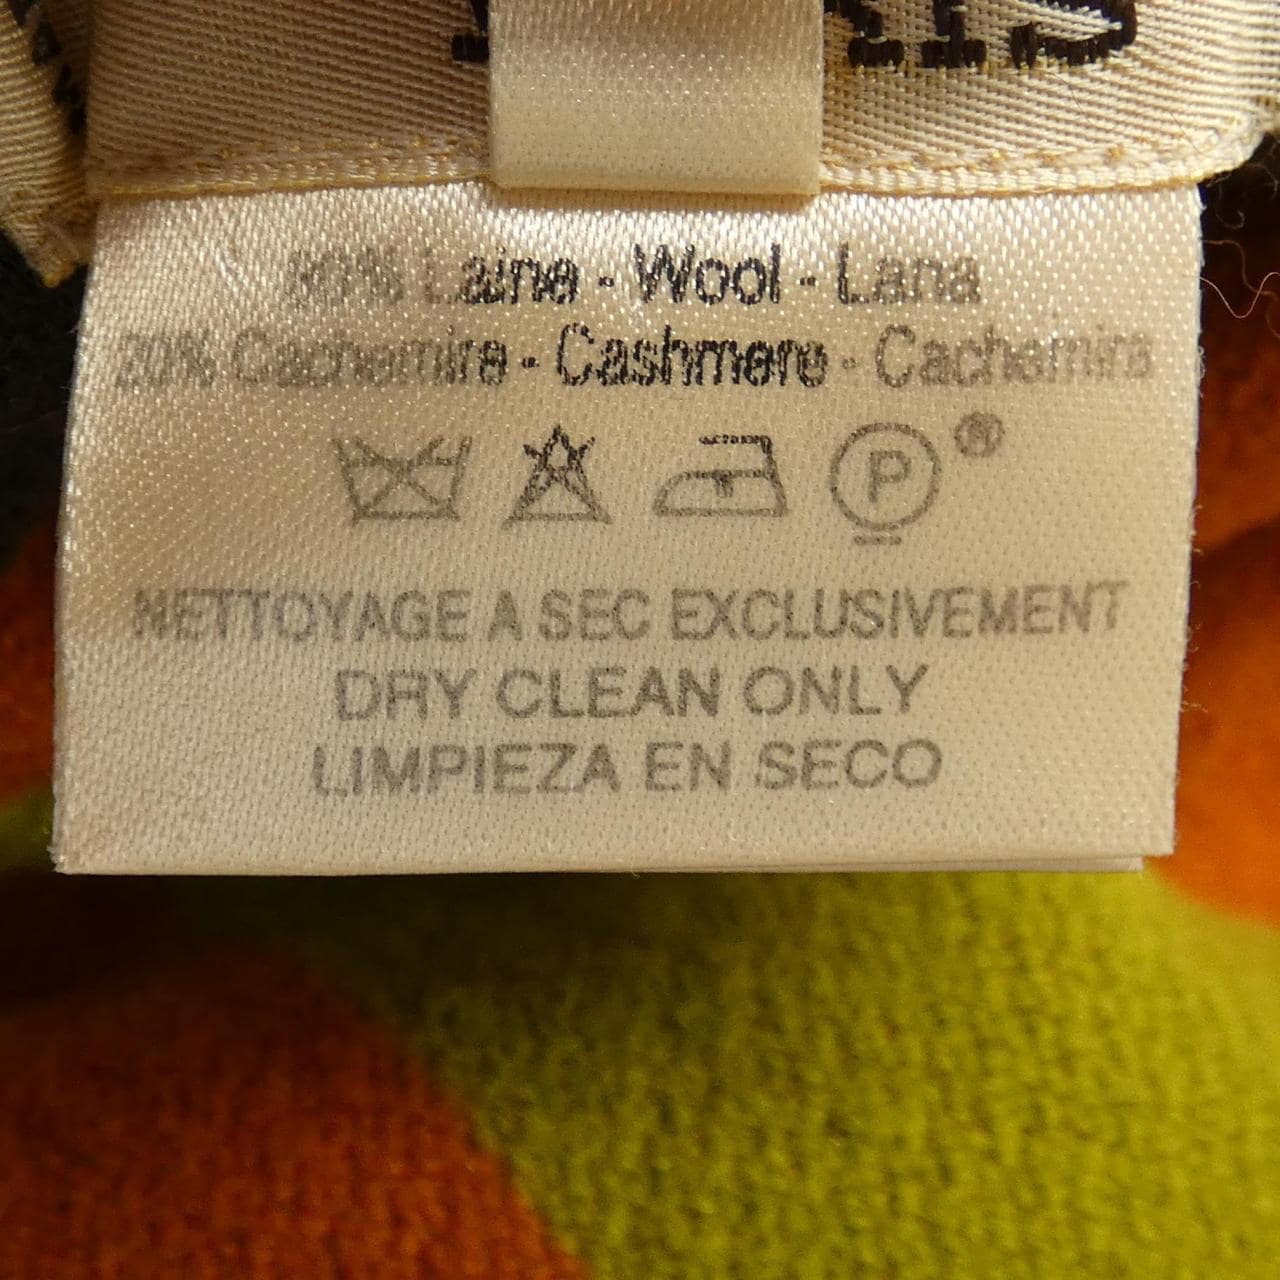 80% Laine - Wool - Lana
20% Cachemire - Cashmere - Cachemira
P ®
NETTOYAGE A SEC EXCLUSIVEMENT
DRY CLEAN ONLY
LIMPIEZA EN SECO